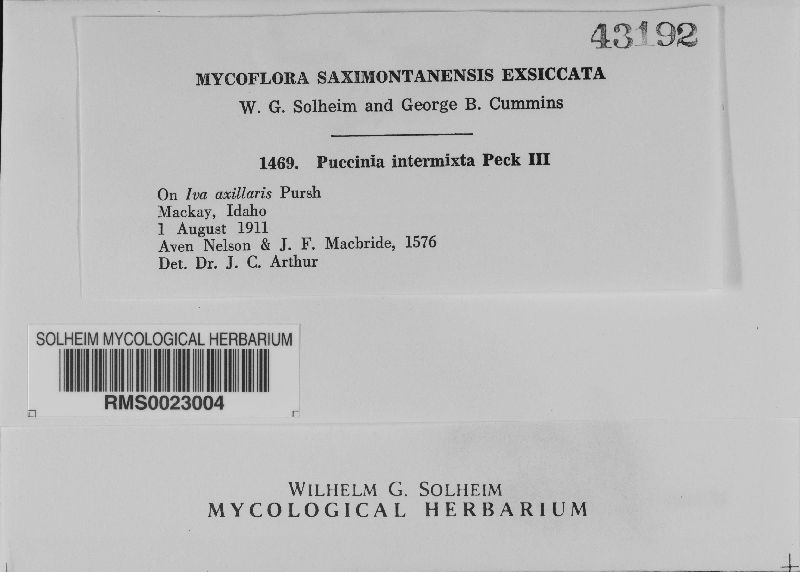 43192
MYCOFLORA SAXIMONTANENSIS EXSICCATA
W. G. Solheim and George B. Cummins
1469. Puccinia intermixta Peck III
On Iva axillaris Pursh
Mackay, Idaho
1 August 1911
Aven Nelson & J. F. Macbride, 1576
Det. Dr. J. C. Arthur
SOLHEIM MYCOLOGICAL HERBARIUM
RMS0023004
WILHELM G. SOLHEIM
MYCOLOGICAL HERBARIUM